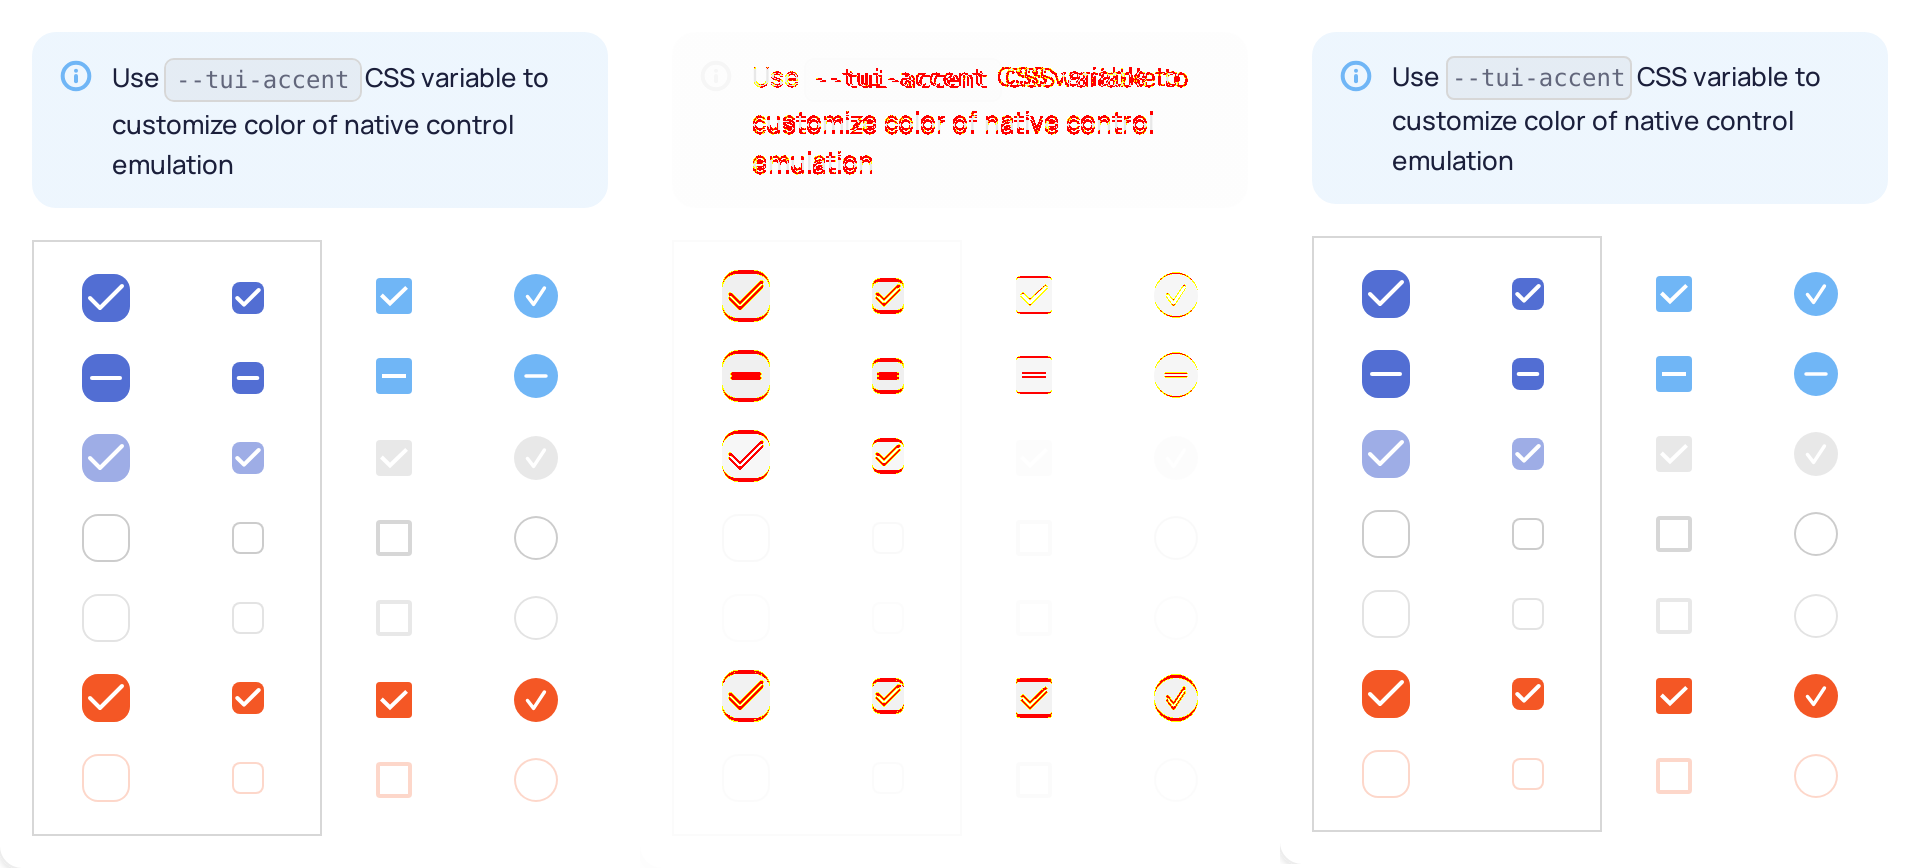 Use --tui-accent CSS variable to
customize color of native control
emulation
Use --tui-accent CSS variable to
customize color of native control
emulation
Use --tui-accent CSS variable to
customize color of native control
emulation